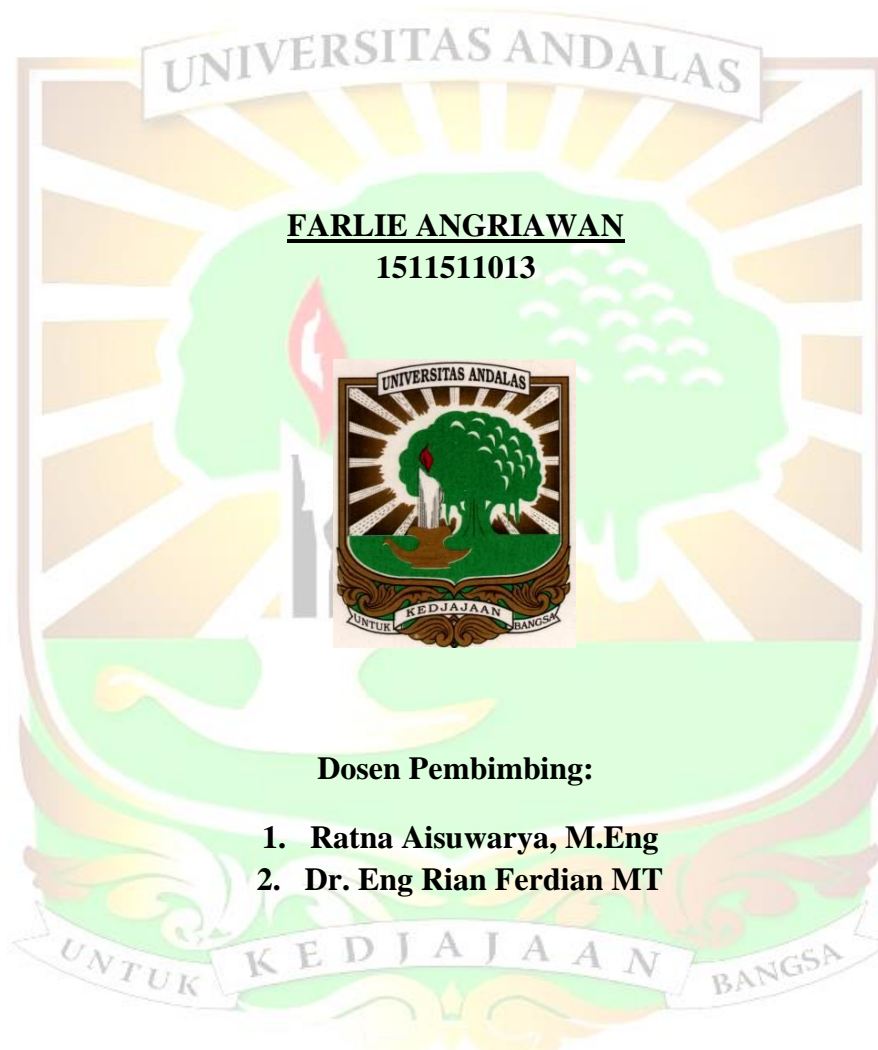 UNIVERSITAS ANDALAS
FARLIE ANGRIAWAN
1511511013
UNIVERSITAS ANDALAS
UNTUK KEDJAJAAN BANGSA
Dosen Pembimbing:
1. Ratna Aisuwarya, M.Eng
2. Dr. Eng Rian Ferdian MT
UNTUK KEDJAJAAN BANGSA